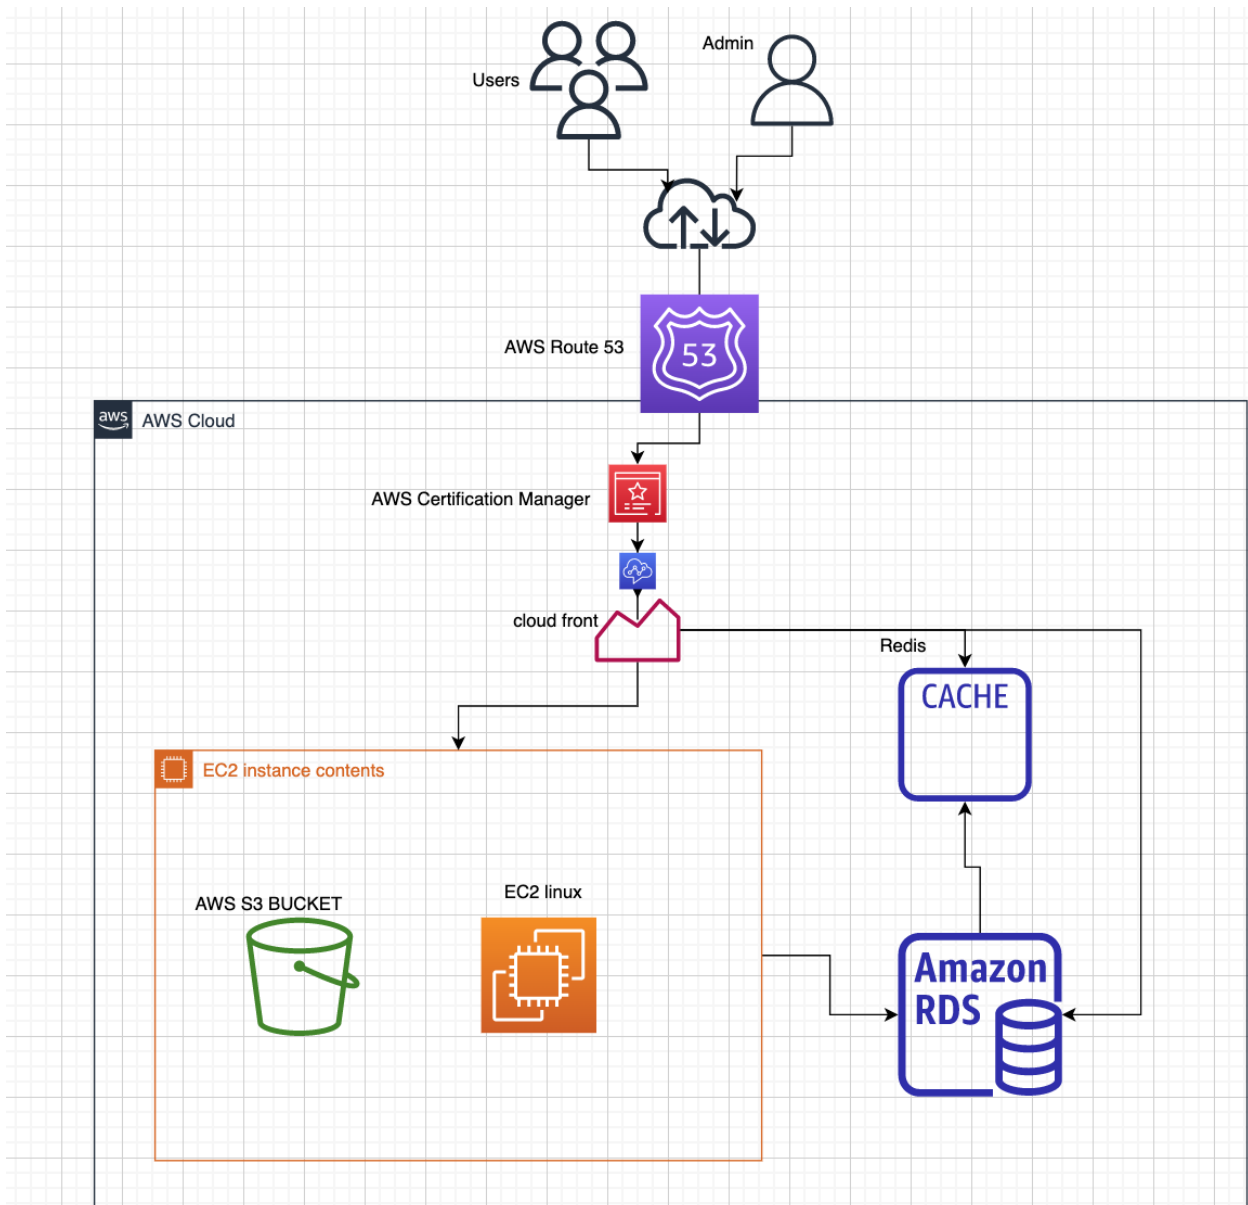 Users
Admin
AWS Route 53
53
aws
AWS Cloud
AWS Certification Manager
cloud front
Redis
CACHE
EC2 instance contents
AWS S3 BUCKET
EC2 linux
Amazon
RDS